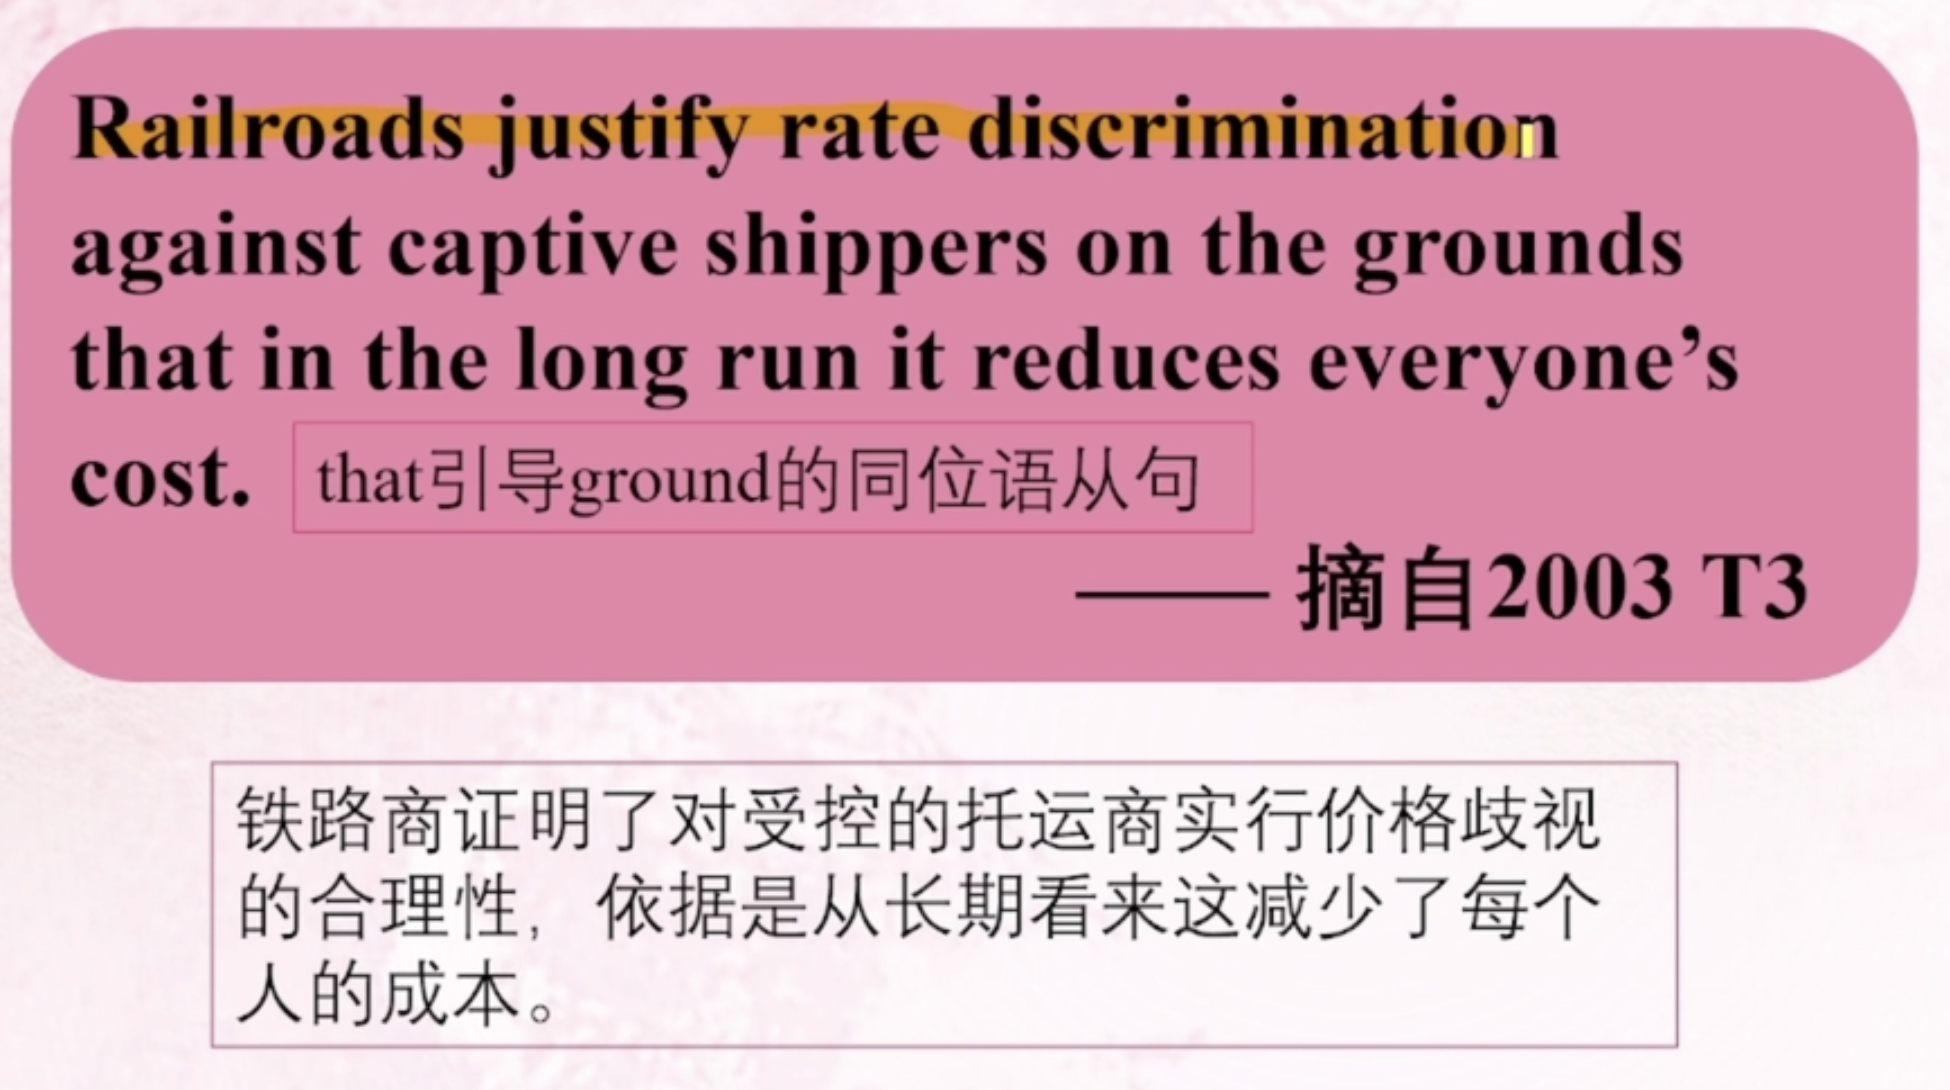 Railroads justify rate discrimination
against captive shippers on the grounds
that in the long run it reduces everyone’s
cost. that引导ground的同位语从句
—— 摘自2003 T3
铁路商证明了对受控的托运商实行价格歧视
的合理性，依据是从长期看来这减少了每个
人的成本。